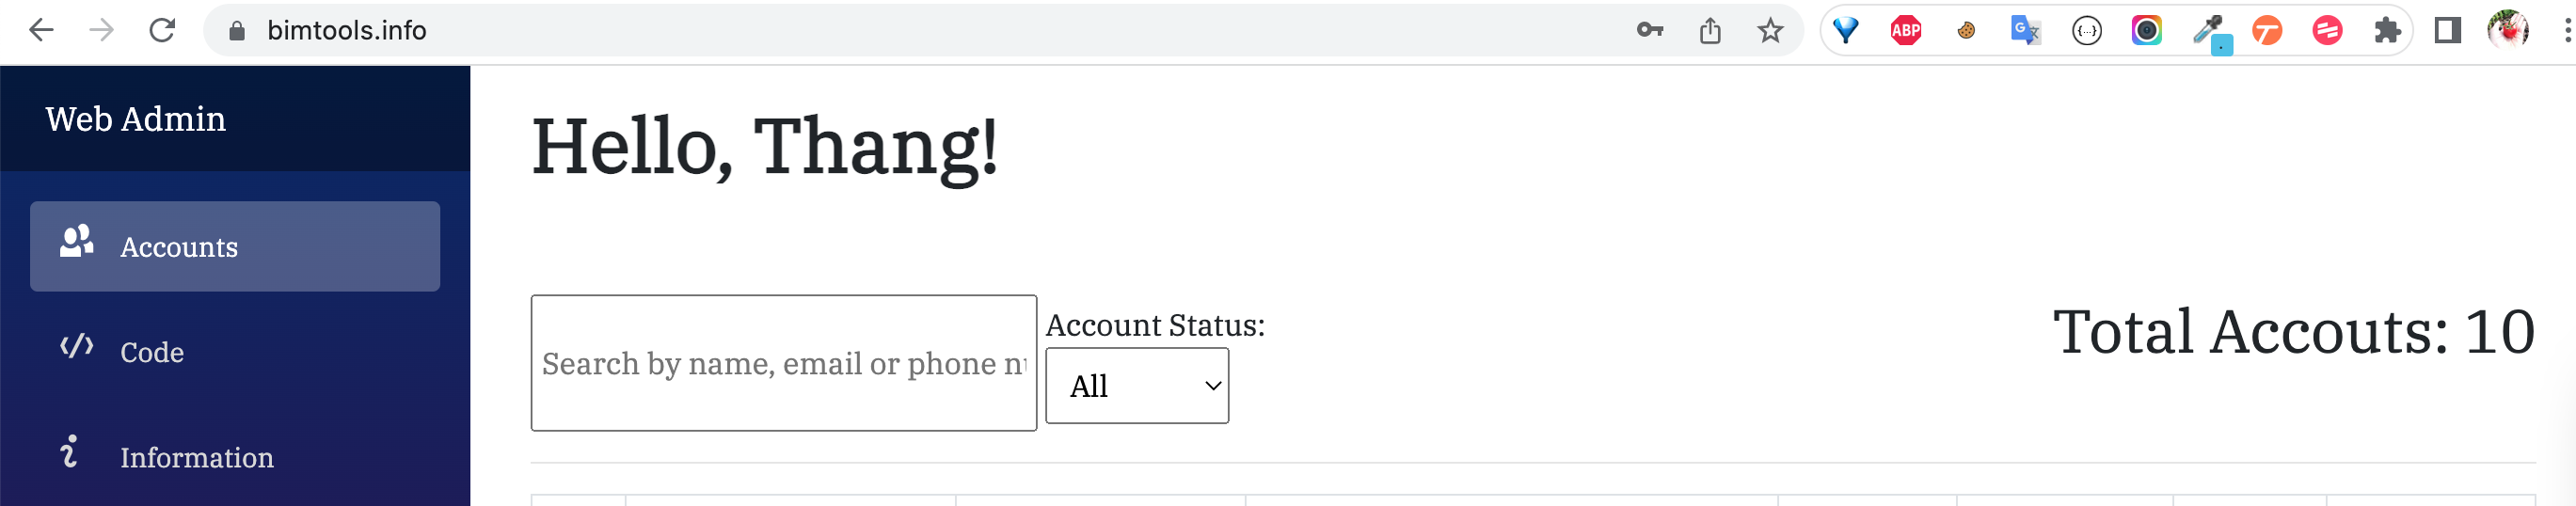 bimtools.info
ABP
Web Admin
Hello, Thang!
Accounts
Code
Information
Search by name, email or phone n
Account Status:
All
Total Accouts: 10